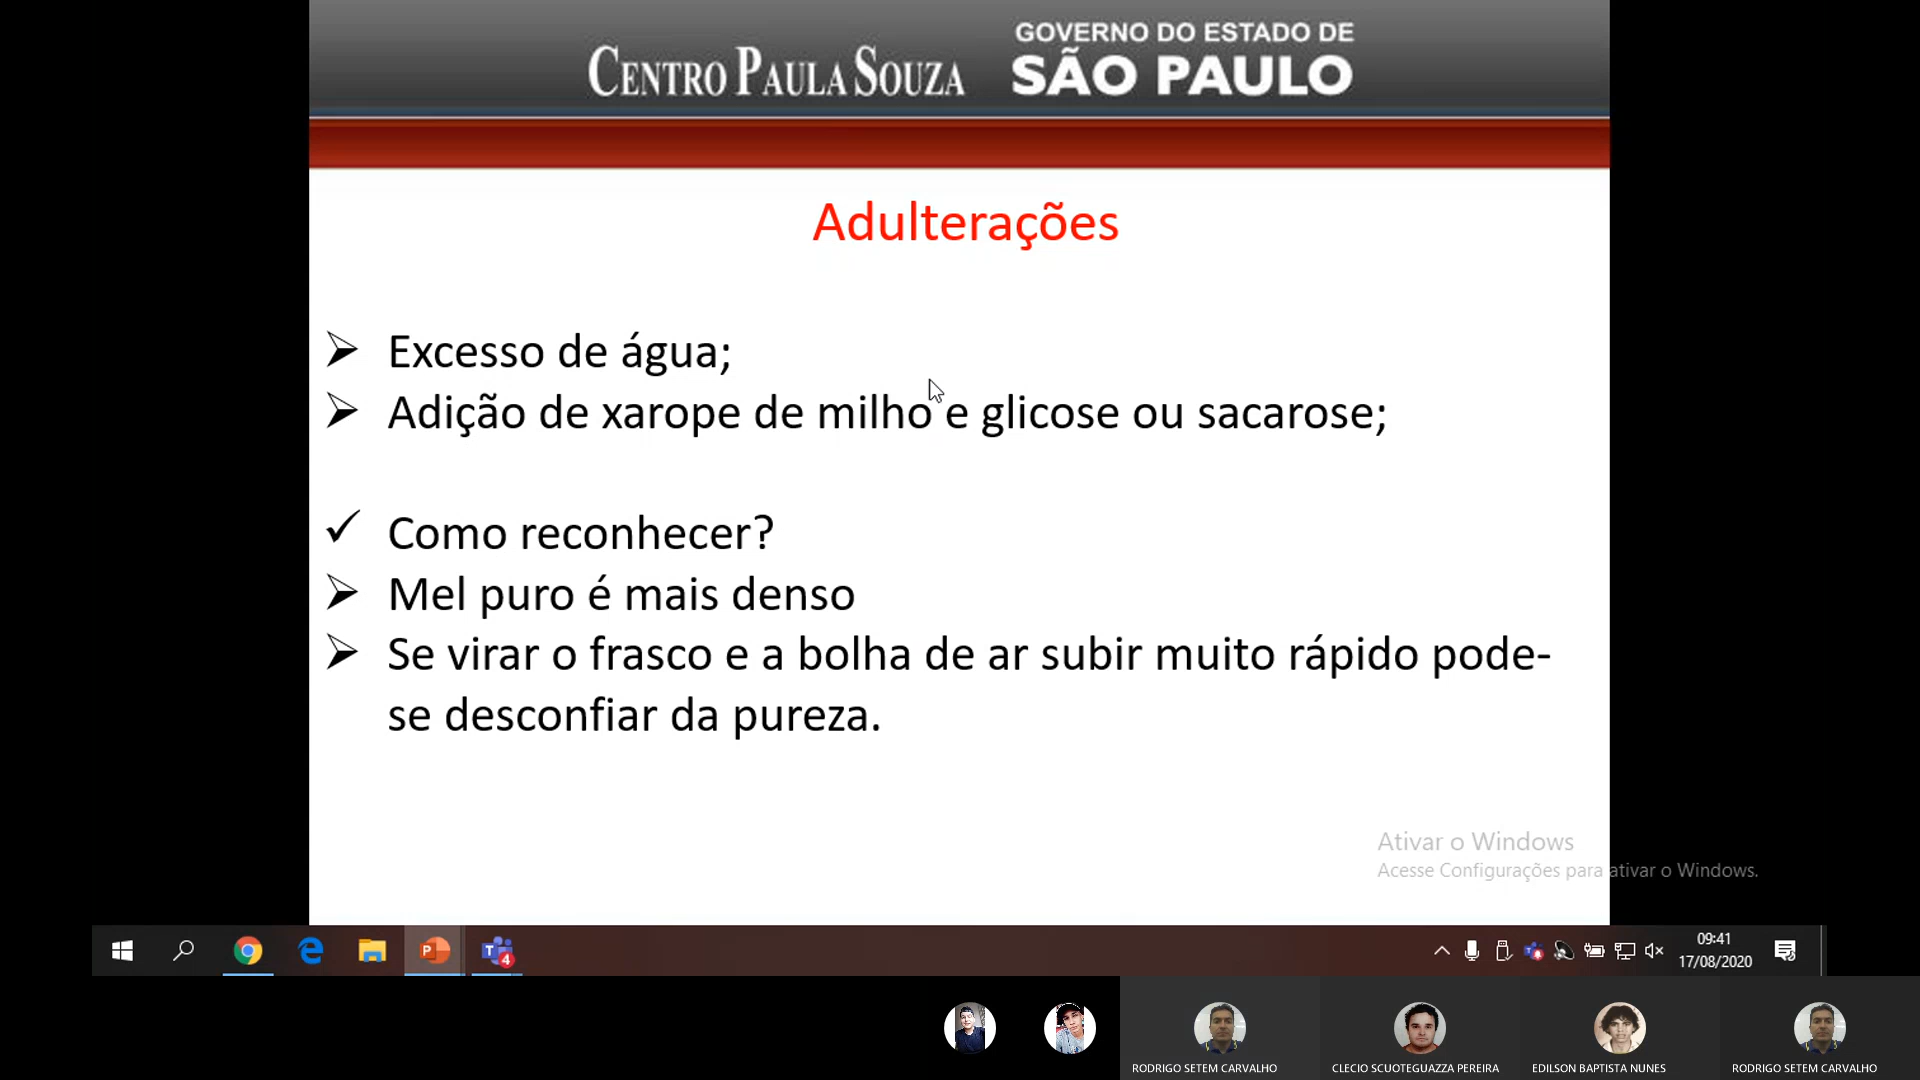 CENTRO PAULA SOUZA
GOVERNO DO ESTADO DE
SÃO PAULO
Adulterações
Excesso de água;
Adição de xarope de milho e glicose ou sacarose;
Como reconhecer?
Mel puro é mais denso
Se virar o frasco e a bolha de ar subir muito rápido pode-
se desconfiar da pureza.
Ativar o Windows
Acesse Configurações para ativar o Windows.
09:41
17/08/2020
4
RODRIGO SETEM CARVALHO
CLECIO SCUOTEGUAZZA PEREIRA
EDILSON BAPTISTA NUNES
RODRIGO SETEM CARVALHO